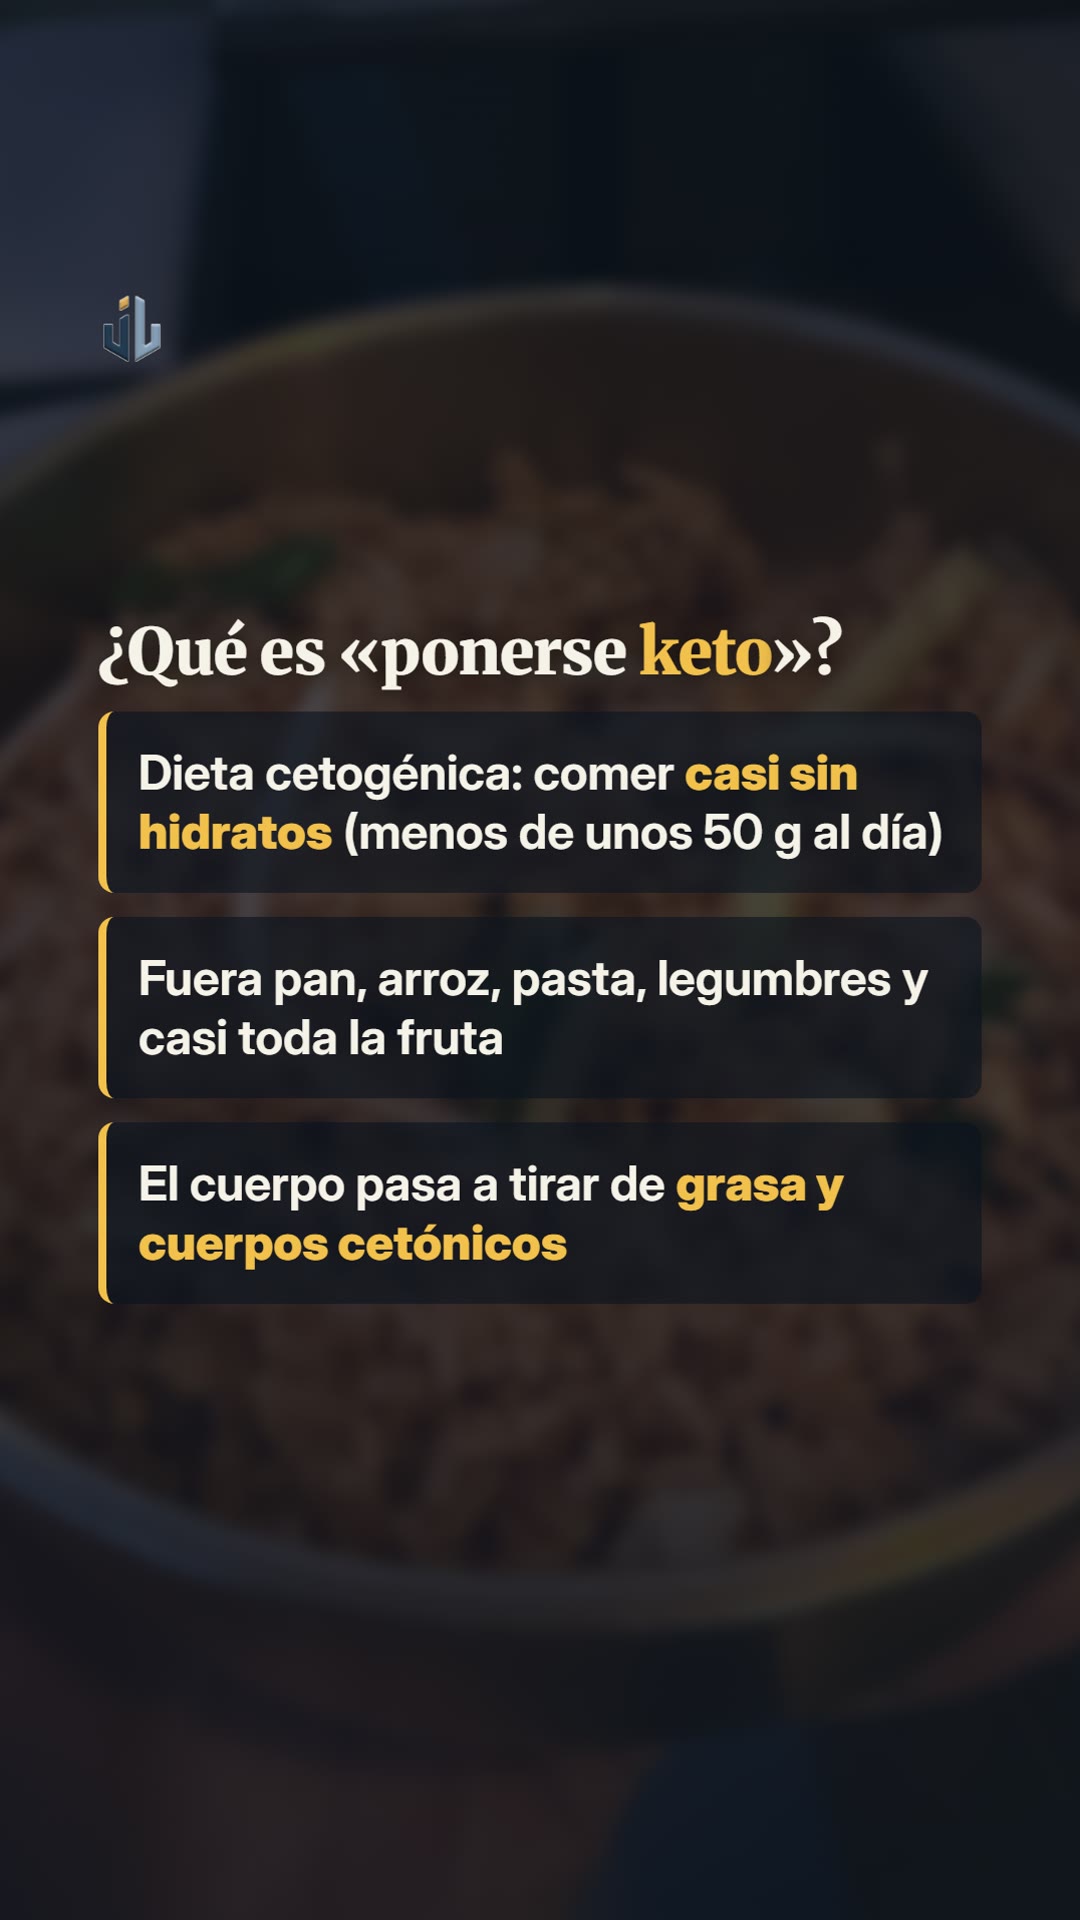 ¿Qué es «ponerse keto»?
Dieta cetogénica: comer casi sin
hidratos (menos de unos 50 g al día)
Fuera pan, arroz, pasta, legumbres y
casi toda la fruta
El cuerpo pasa a tirar de grasa y
cuerpos cetónicos